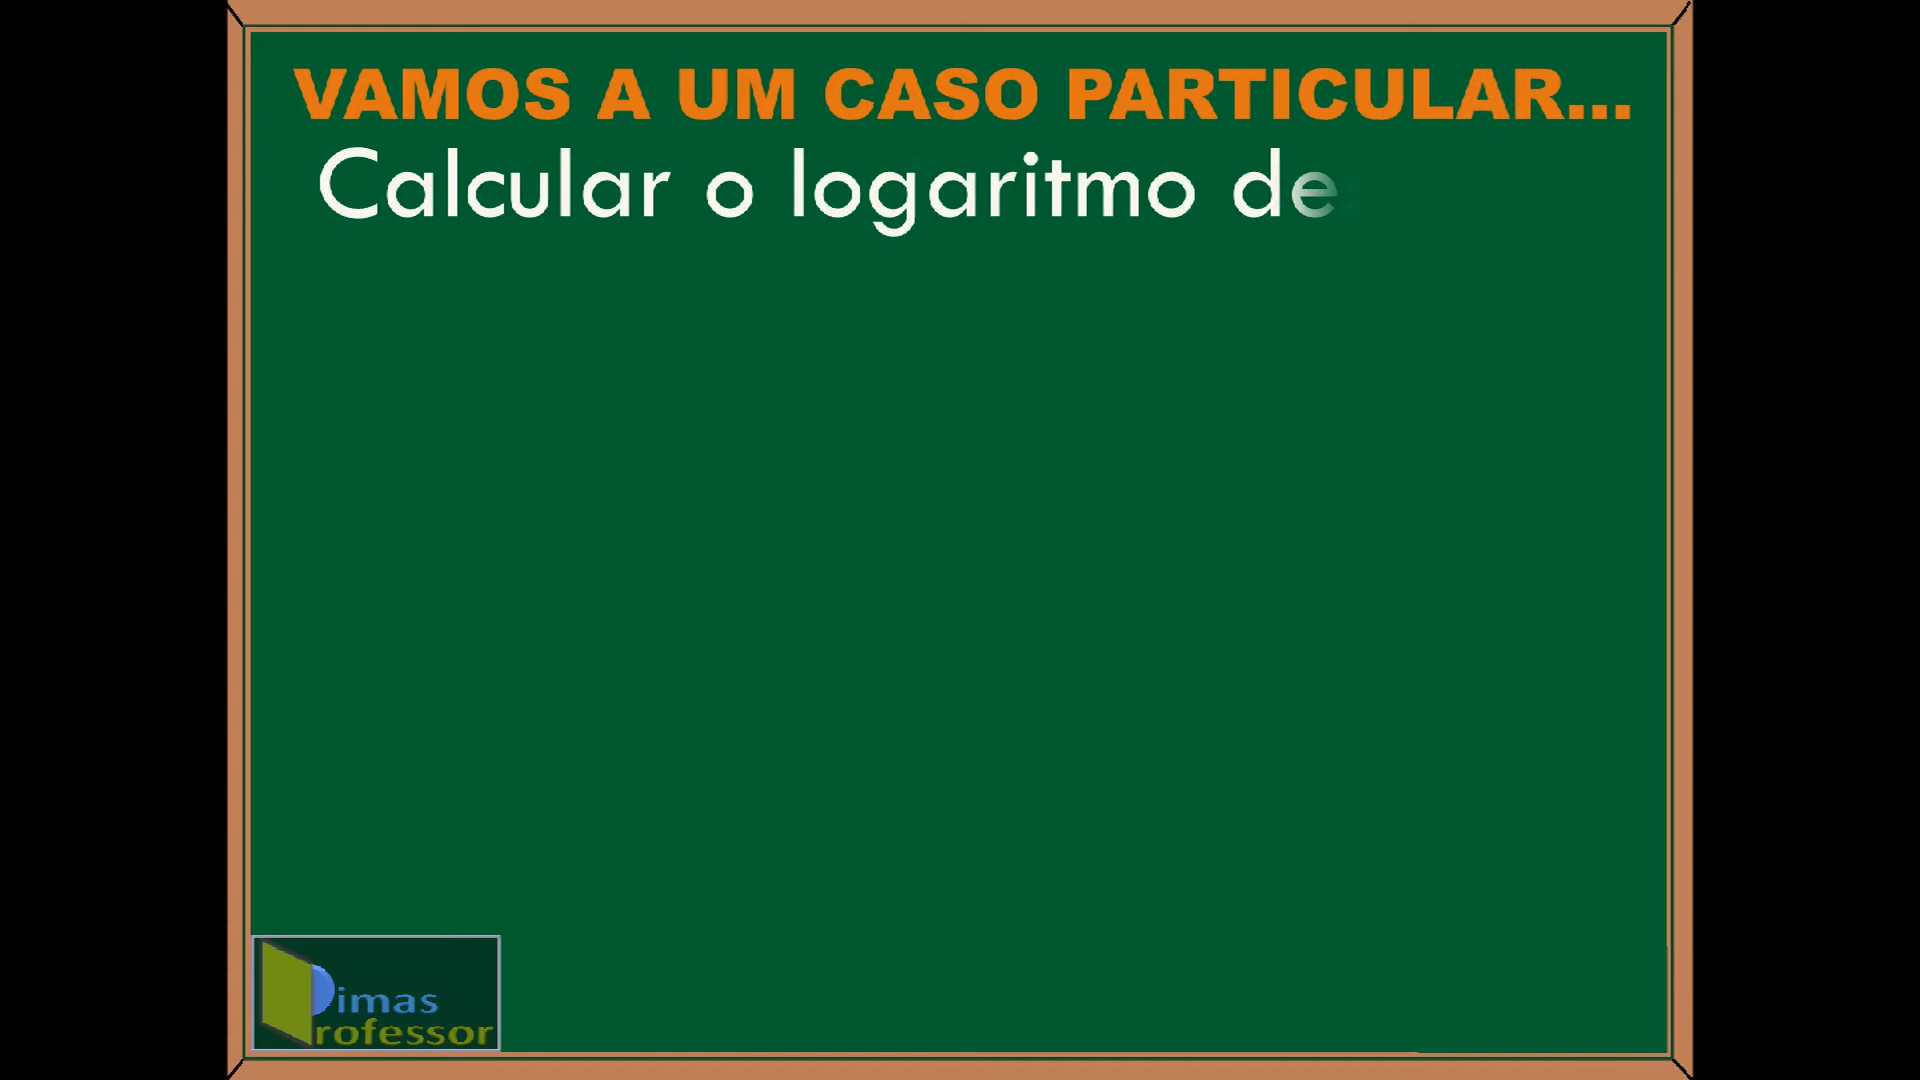 VAMOS A UM CASO PARTICULAR...
Calcular o logaritmo de:
Dimas
Professor